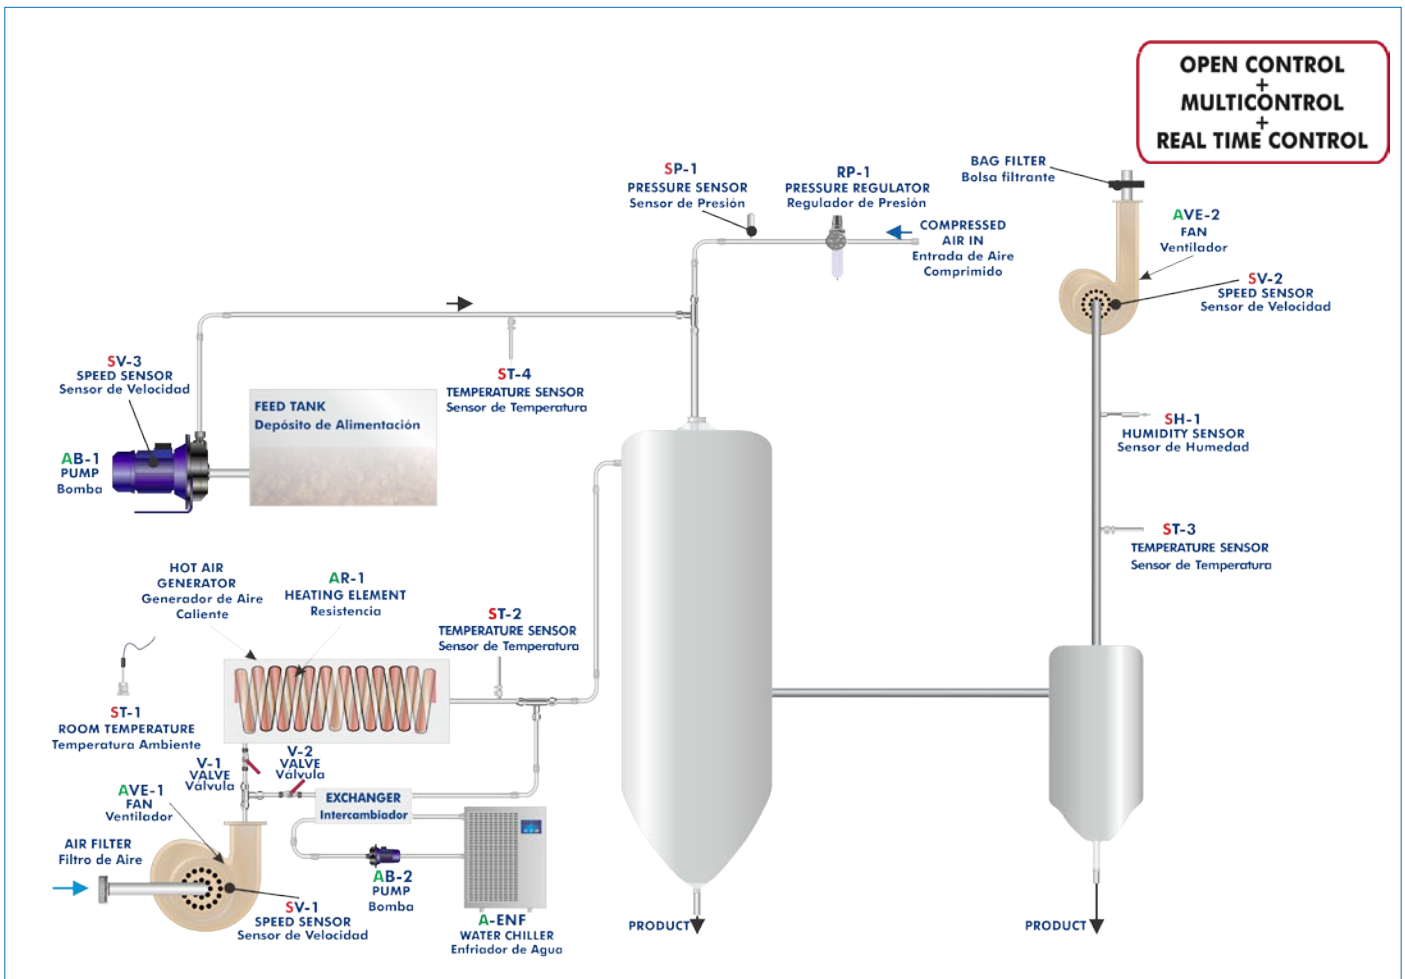 OPEN CONTROL
+
MULTICONTROL
+
REAL TIME CONTROL
SP-1
PRESSURE SENSOR
Sensor de Presión
RP-1
PRESSURE REGULATOR
Regulador de Presión
COMPRESSED
AIR IN
Entrada de Aire
Comprimido
BAG FILTER
Bolsa filtrante
AVE-2
FAN
Ventilador
SV-2
SPEED SENSOR
Sensor de Velocidad
SV-3
SPEED SENSOR
Sensor de Velocidad
ST-4
TEMPERATURE SENSOR
Sensor de Temperatura
FEED TANK
Depósito de Alimentación
AB-1
PUMP
Bomba
SH-1
HUMIDITY SENSOR
Sensor de Humedad
ST-3
TEMPERATURE SENSOR
Sensor de Temperatura
HOT AIR
GENERATOR
Generador de Aire
Caliente
AR-1
HEATING ELEMENT
Resistencia
ST-2
TEMPERATURE SENSOR
Sensor de Temperatura
ST-1
ROOM TEMPERATURE
Temperatura Ambiente
V-1
VALVE
Válvula
V-2
VALVE
Válvula
AVE-1
FAN
Ventilador
EXCHANGER
Intercambiador
AIR FILTER
Filtro de Aire
AB-2
PUMP
Bomba
SV-1
SPEED SENSOR
Sensor de Velocidad
A-ENF
WATER CHILLER
Enfriador de Agua
PRODUCT
PRODUCT